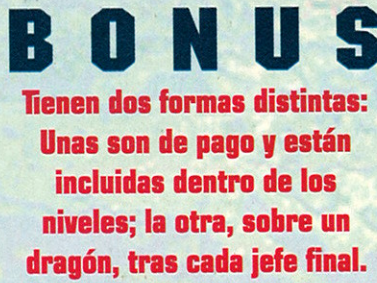 BONUS
Tienen dos formas distintas:
Unas son de pago y están
incluidas dentro de los
niveles; la otra, sobre un
dragón, tras cada jefe final.